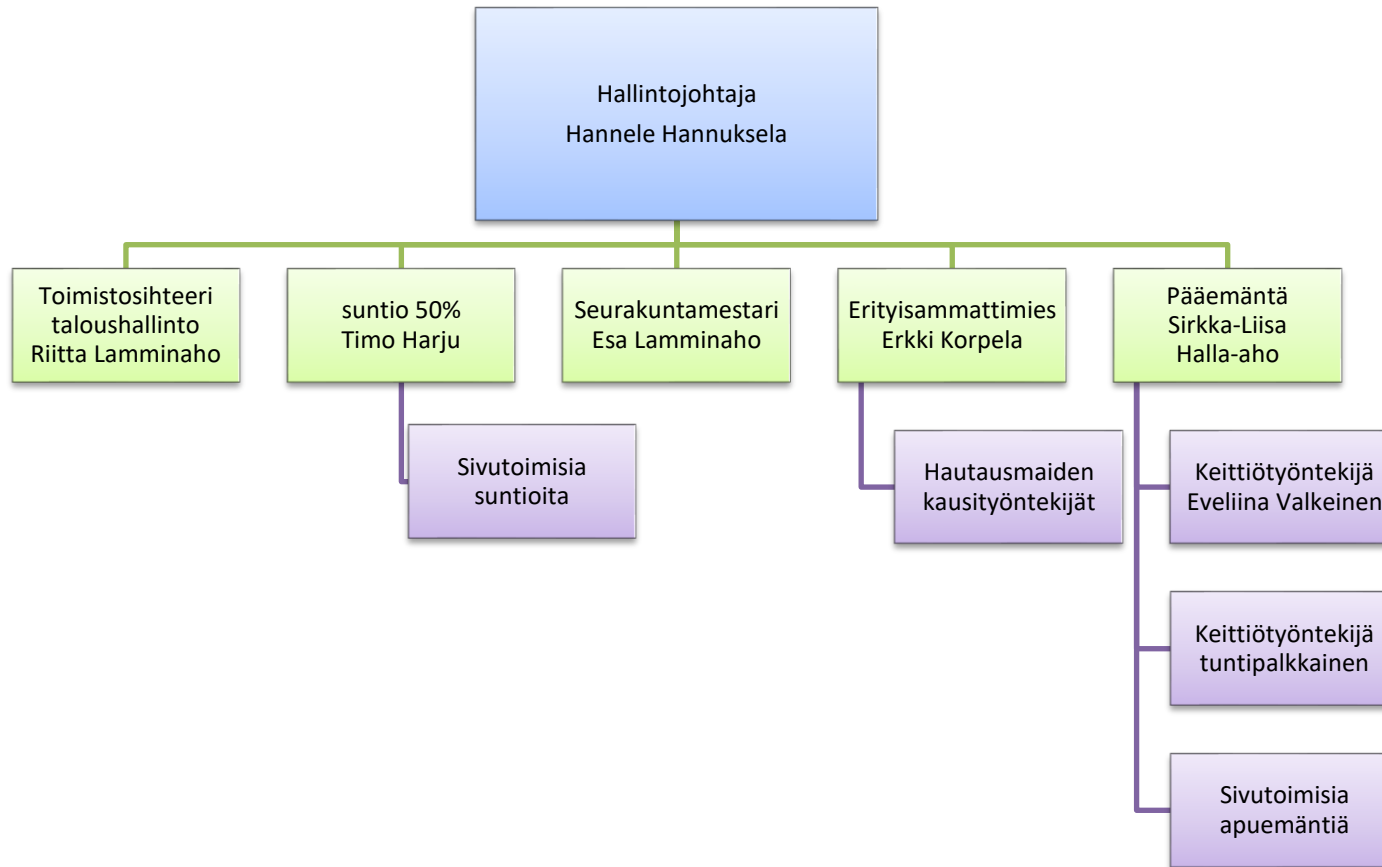 Hallintojohtaja
Hannele Hannuksela
Toimistosihteeri
taloushallinto
Riitta Lamminaho
suntio 50%
Timo Harju
Seurakuntamestari
Esa Lamminaho
Erityisammattimies
Erkki Korpela
Pääemäntä
Sirkka-Liisa
Halla-aho
Sivutoimisia
suntioita
Hautausmaiden
kausityöntekijät
Keittiötyöntekijä
Eveliina Valkeinen
Keittiötyöntekijä
tuntipalkkainen
Sivutoimisia
apuemäntiä